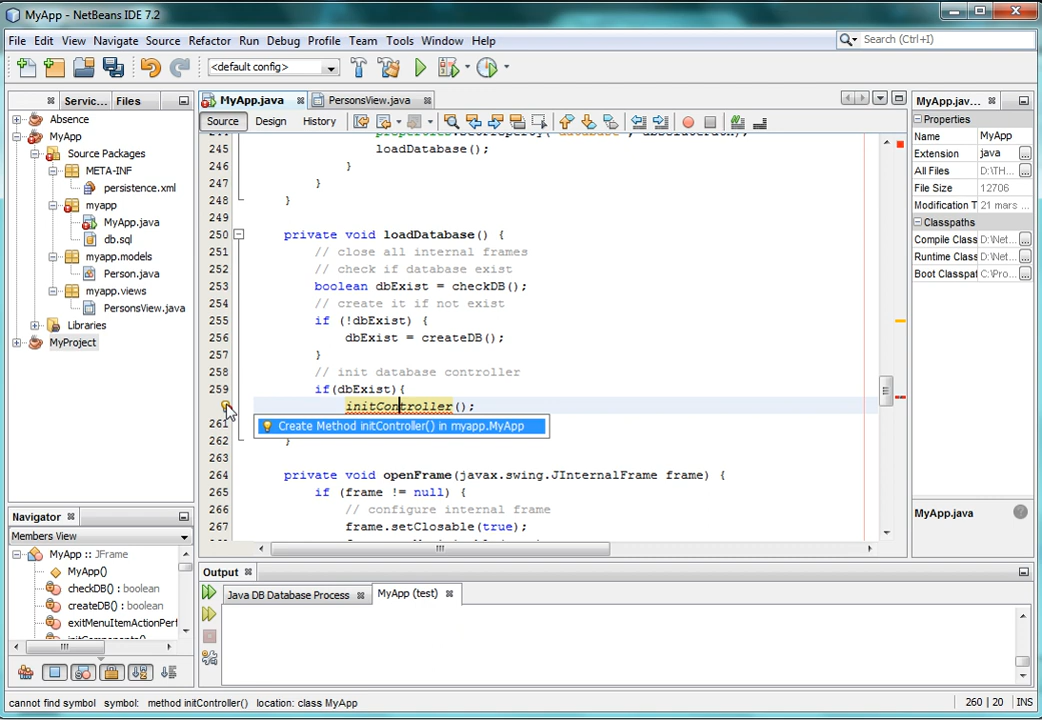 MyApp - NetBeans IDE 7.2
File Edit View Navigate Source Refactor Run Debug Profile Team Tools Window Help
Search (Ctrl+I)
<default config>
Servic... Files
MyApp.java PersonsView.java
MyApp.jav...
Source Design History
Absence
MyApp
Source Packages
META-INF
persistence.xml
myapp
MyApp.java
db.sql
myapp.models
Person.java
myapp.views
PersonsView.java
Libraries
MyProject
245 loadDatabase();
246 }
247 }
248 }
249
250 private void loadDatabase() {
251 // close all internal frames
252 // check if database exist
253 boolean dbExist = checkDB();
254 // create it if not exist
255 if (!dbExist) {
256 dbExist = createDB();
257 }
258 // init database controller
259 if(dbExist){
initController();
261 Create Method initController() in myapp.MyApp
262 }
263
264 private void openFrame(javax.swing.JInternalFrame frame) {
265 if (frame != null) {
266 // configure internal frame
267 frame.setClosable(true);
Properties
Name MyApp
Extension java ...
All Files D:\TH... ...
File Size 12706
Modification T 21 mars ...
Classpaths
Compile Class D:\Net... ...
Runtime Class D:\Net... ...
Boot Classpat C:\Pro... ...
MyApp.java
Navigator
Members View
MyApp :: JFrame
MyApp()
checkDB() : boolean
createDB() : boolean
exitMenuItemActionPerf
Output
Java DB Database Process MyApp (test)
cannot find symbol symbol: method initController() location: class MyApp
260 | 20 INS